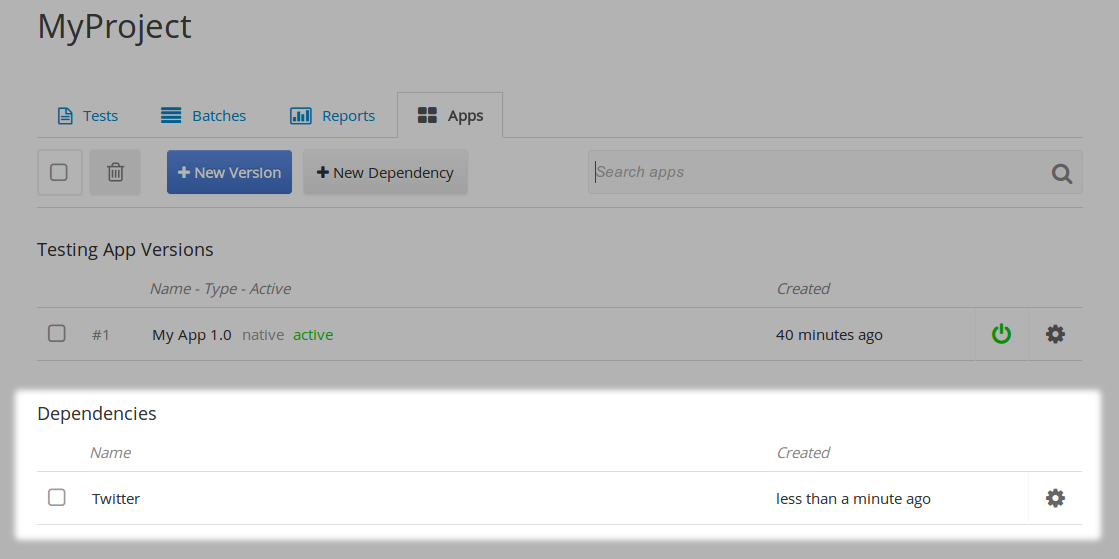 MyProject
Tests Batches Reports Apps
New Version New Dependency Search apps
Testing App Versions
Name - Type - Active Created
#1 My App 1.0 native active 40 minutes ago
Dependencies
Name Created
Twitter less than a minute ago